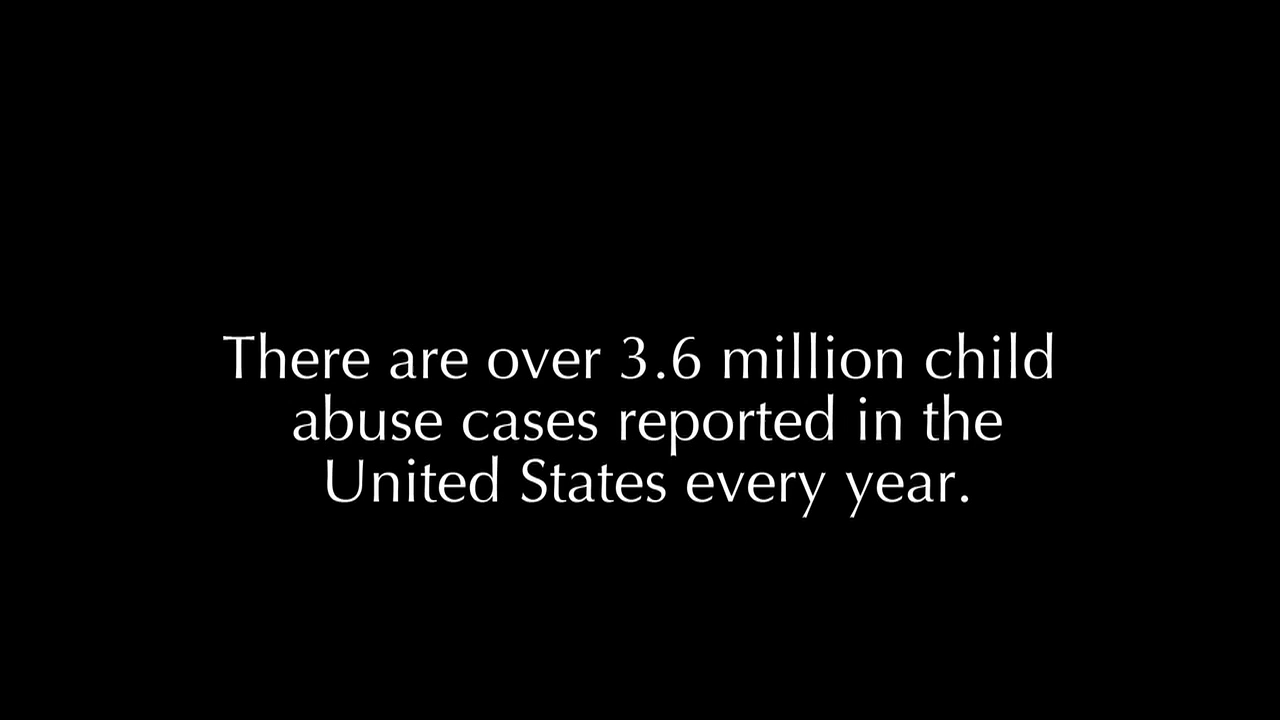 There are over 3.6 million child
abuse cases reported in the
United States every year.